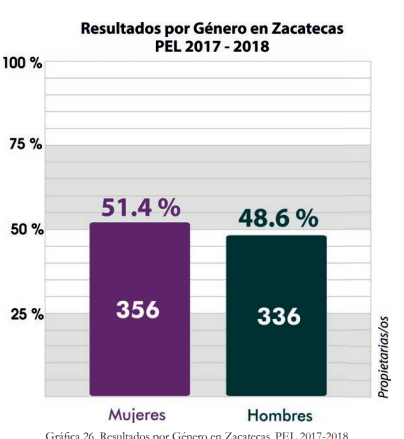 Resultados por Género en Zacatecas
PEL 2017 - 2018
100 %
75 %
50 %
25 %
51.4 %
48.6 %
356
336
Propietarias/os
Mujeres
Hombres
Gráfica 26. Resultados por Género en Zacatecas, PEL 2017-2018